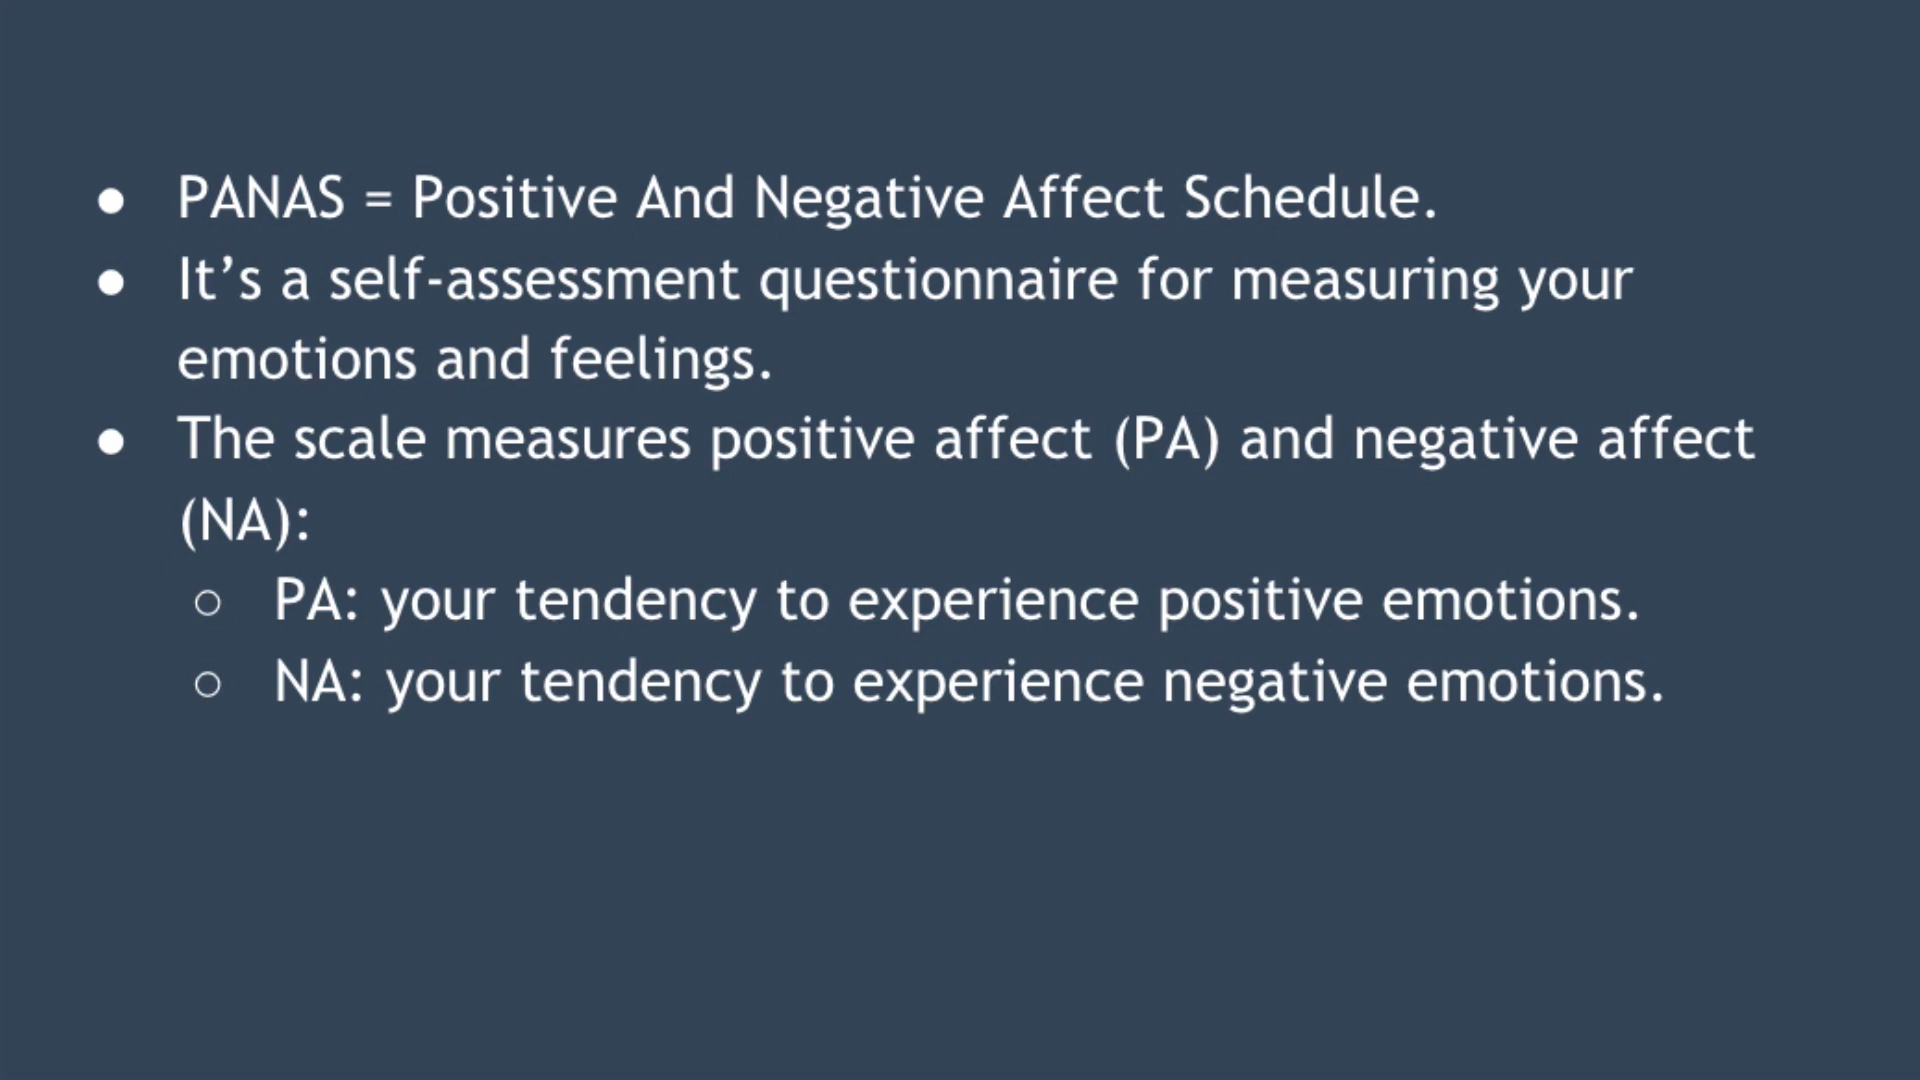 ● PANAS = Positive And Negative Affect Schedule.
● It’s a self-assessment questionnaire for measuring your
emotions and feelings.
● The scale measures positive affect (PA) and negative affect
(NA):
○ PA: your tendency to experience positive emotions.
○ NA: your tendency to experience negative emotions.